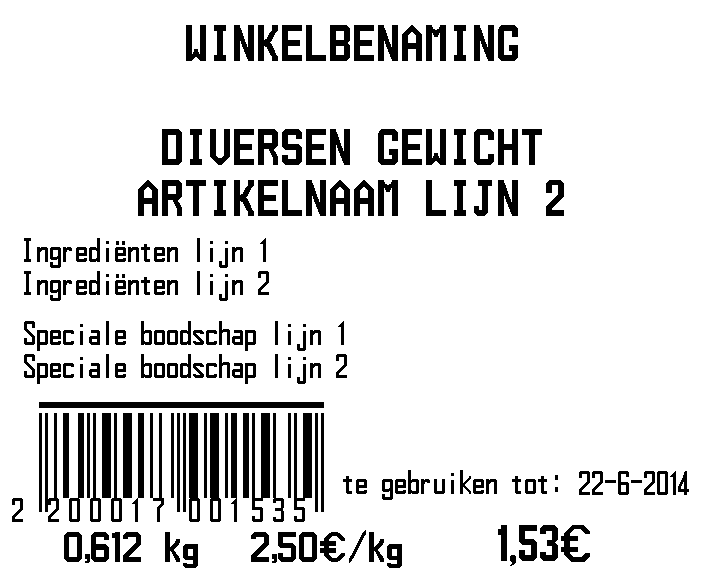 WINKELBENAMING
DIVERSEN GEWICHT
ARTIKELNAAM LIJN 2
Ingrediënten lijn 1
Ingrediënten lijn 2
Speciale boodschap lijn 1
Speciale boodschap lijn 2
te gebruiken tot: 22-6-2014
2 200017 001535
0,612 kg 2,50€/kg 1,53€